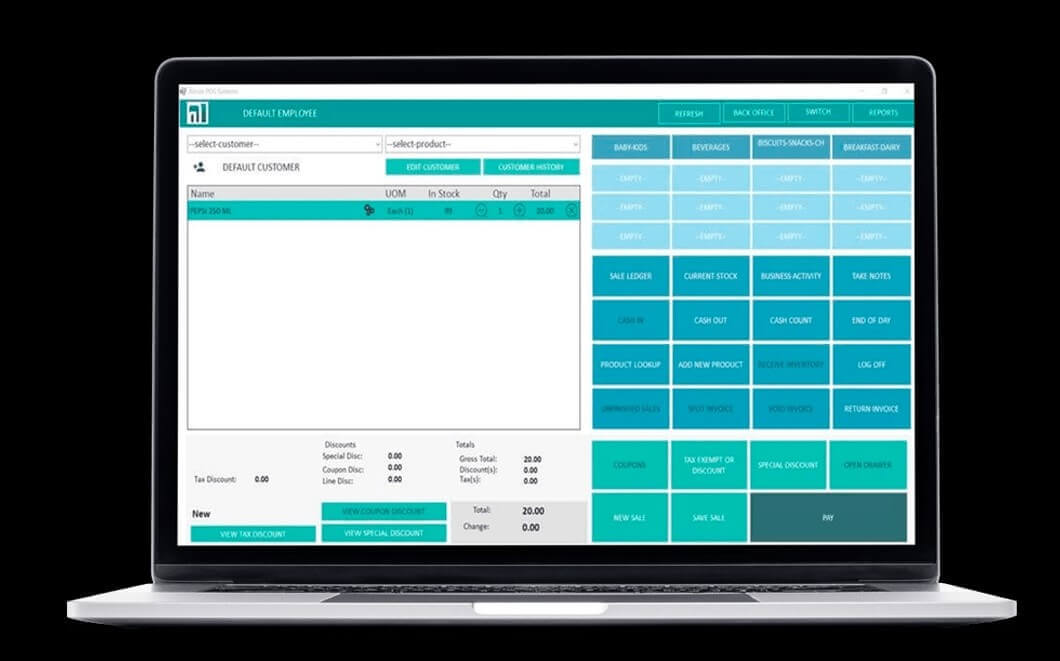 POS Systems
DEFAULT EMPLOYEE
REFRESH
BACK OFFICE
SWITCH
REPORTS
--select-customer--
--select-product--
DEFAULT CUSTOMER
EDIT CUSTOMER
CUSTOMER HISTORY
Name UOM In Stock Qty Total
PEPSI 250 ML Each (1) 99 1 20.00
BABY-KIDS BEVERAGES BISCUITS-SNACKS-CH BREAKFAST-DAIRY
--EMPTY-- --EMPTY-- --EMPTY-- --EMPTY--
--EMPTY-- --EMPTY-- --EMPTY-- --EMPTY--
--EMPTY-- --EMPTY-- --EMPTY-- --EMPTY--
SALE LEDGER CURRENT STOCK BUSINESS ACTIVITY TAKE NOTES
CASH IN CASH OUT CASH COUNT END OF DAY
PRODUCT LOOKUP ADD NEW PRODUCT RECEIVE INVENTORY LOG OFF
UNFINISHED SALES SPLIT INVOICE VOID INVOICE RETURN INVOICE
COUPONS
TAX EXEMPT OR
DISCOUNT
SPECIAL DISCOUNT
OPEN DRAWER
NEW SALE SAVE SALE PAY
Tax Discount: 0.00
Discounts
Special Disc: 0.00
Coupon Disc: 0.00
Line Disc: 0.00
Totals
Gross Total: 20.00
Discount(s): 0.00
Tax(s): 0.00
New
VIEW TAX DISCOUNT
VIEW COUPON DISCOUNT
VIEW SPECIAL DISCOUNT
Total: 20.00
Change: 0.00